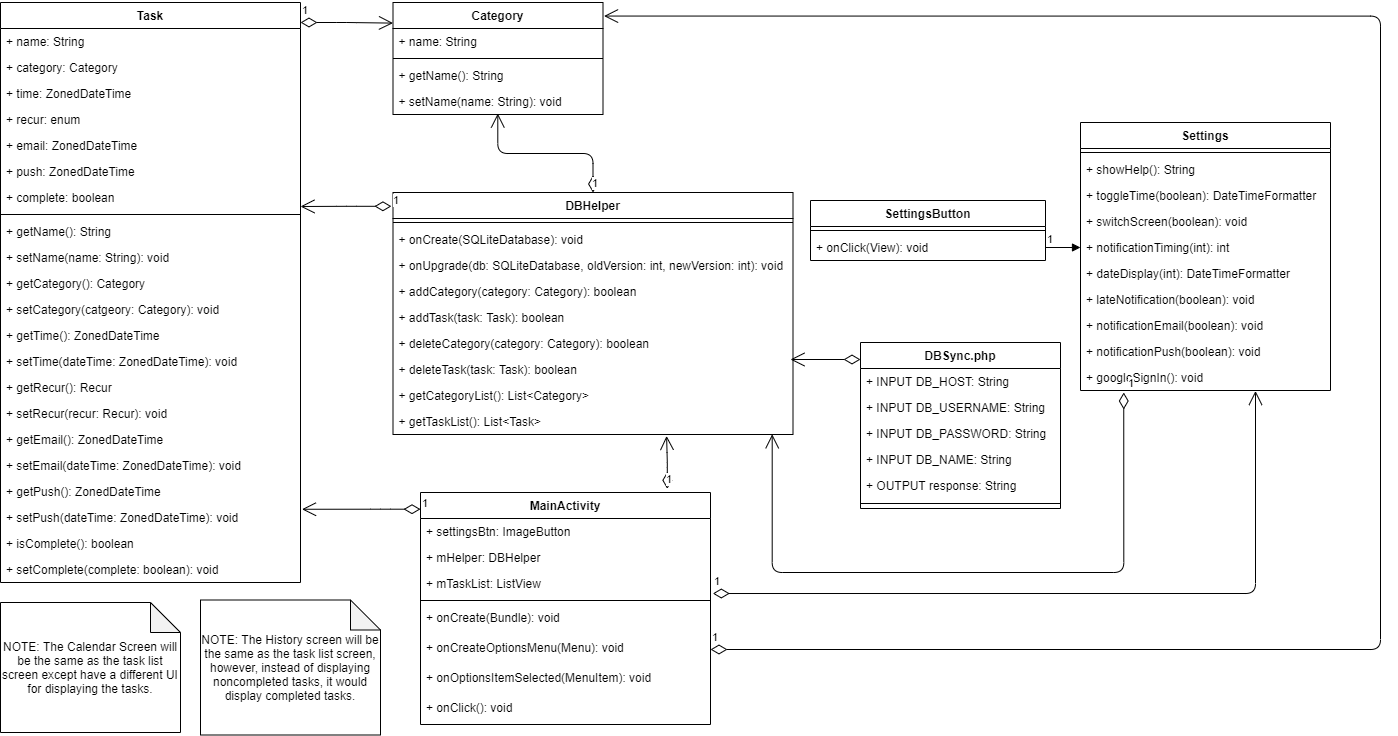 Task
+ name: String
+ category: Category
+ time: ZonedDateTime
+ recur: enum
+ email: ZonedDateTime
+ push: ZonedDateTime
+ complete: boolean
+ getName(): String
+ setName(name: String): void
+ getCategory(): Category
+ setCategory(catgeory: Category): void
+ getTime(): ZonedDateTime
+ setTime(dateTime: ZonedDateTime): void
+ getRecur(): Recur
+ setRecur(recur: Recur): void
+ getEmail(): ZonedDateTime
+ setEmail(dateTime: ZonedDateTime): void
+ getPush(): ZonedDateTime
+ setPush(dateTime: ZonedDateTime): void
+ isComplete(): boolean
+ setComplete(complete: boolean): void
1
Category
+ name: String
+ getName(): String
+ setName(name: String): void
1
1
DBHelper
+ onCreate(SQLiteDatabase): void
+ onUpgrade(db: SQLiteDatabase, oldVersion: int, newVersion: int): void
+ addCategory(category: Category): boolean
+ addTask(task: Task): boolean
+ deleteCategory(category: Category): boolean
+ deleteTask(task: Task): boolean
+ getCategoryList(): List<Category>
+ getTaskList(): List<Task>
SettingsButton
+ onClick(View): void
1
Settings
+ showHelp(): String
+ toggleTime(boolean): DateTimeFormatter
+ switchScreen(boolean): void
+ notificationTiming(int): int
+ dateDisplay(int): DateTimeFormatter
+ lateNotification(boolean): void
+ notificationEmail(boolean): void
+ notificationPush(boolean): void
+ googleSignIn(): void
1
DBSync.php
+ INPUT DB_HOST: String
+ INPUT DB_USERNAME: String
+ INPUT DB_PASSWORD: String
+ INPUT DB_NAME: String
+ OUTPUT response: String
1
1
MainActivity
+ settingsBtn: ImageButton
+ mHelper: DBHelper
+ mTaskList: ListView
+ onCreate(Bundle): void
+ onCreateOptionsMenu(Menu): void
+ onOptionsItemSelected(MenuItem): void
+ onClick(): void
1
1
NOTE: The Calendar Screen will
be the same as the task list
screen except have a different UI
for displaying the tasks.
NOTE: The History screen will be
the same as the task list screen,
however, instead of displaying
noncompleted tasks, it would
display completed tasks.